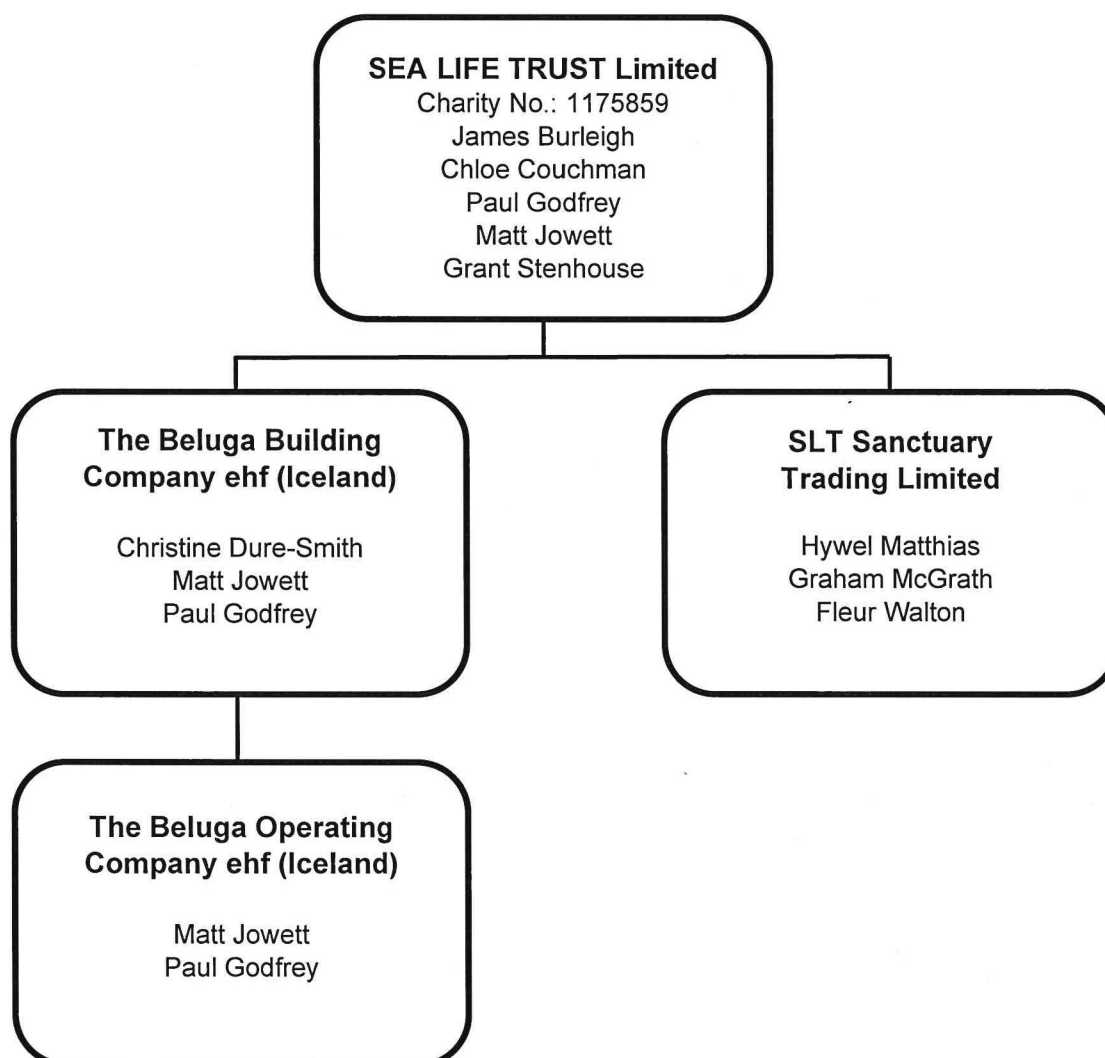 SEA LIFE TRUST Limited
Charity No.: 1175859
James Burleigh
Chloe Couchman
Paul Godfrey
Matt Jowett
Grant Stenhouse
The Beluga Building
Company ehf (Iceland)
Christine Dure-Smith
Matt Jowett
Paul Godfrey
SLT Sanctuary
Trading Limited
Hywel Matthias
Graham McGrath
Fleur Walton
The Beluga Operating
Company ehf (Iceland)
Matt Jowett
Paul Godfrey